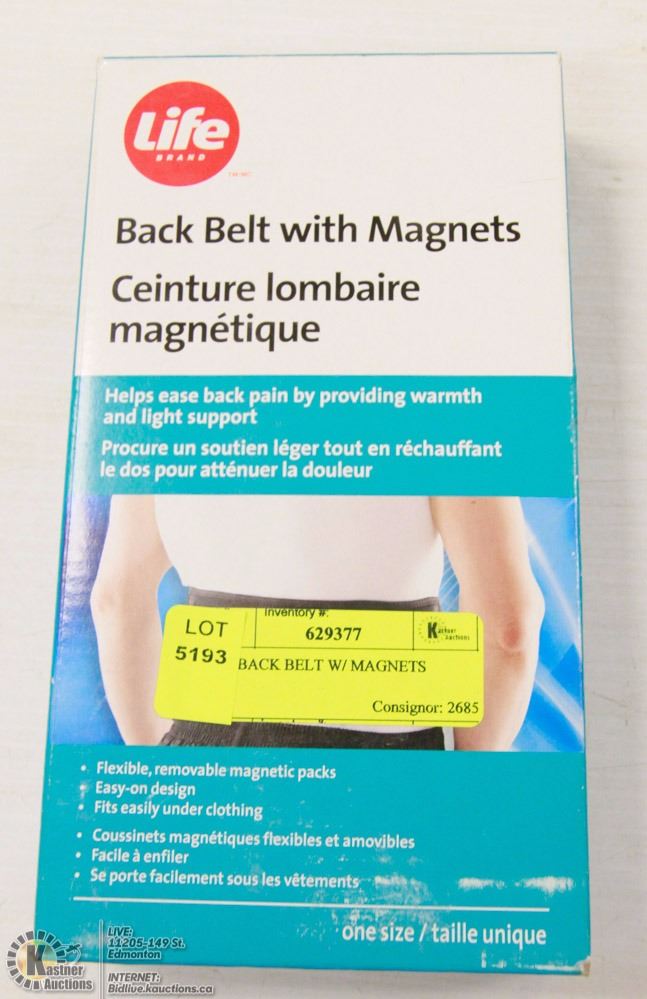 Life
BRAND
TM/MC
Back Belt with Magnets
Ceinture lombaire
magnétique
Helps ease back pain by providing warmth
and light support
Procure un soutien léger tout en réchauffant
le dos pour atténuer la douleur
LOT
5193
Inventory #:
629377
Kastner
Auctions
BACK BELT W/ MAGNETS
Consignor: 2685
• Flexible, removable magnetic packs
• Easy-on design
• Fits easily under clothing
• Coussinets magnétiques flexibles et amovibles
• Facile à enfiler
• Se porte facilement sous les vêtements
one size / taille unique
Kastner
Auctions
LIVE:
11205-149 St.
Edmonton
INTERNET:
Bidlive.kauctions.ca